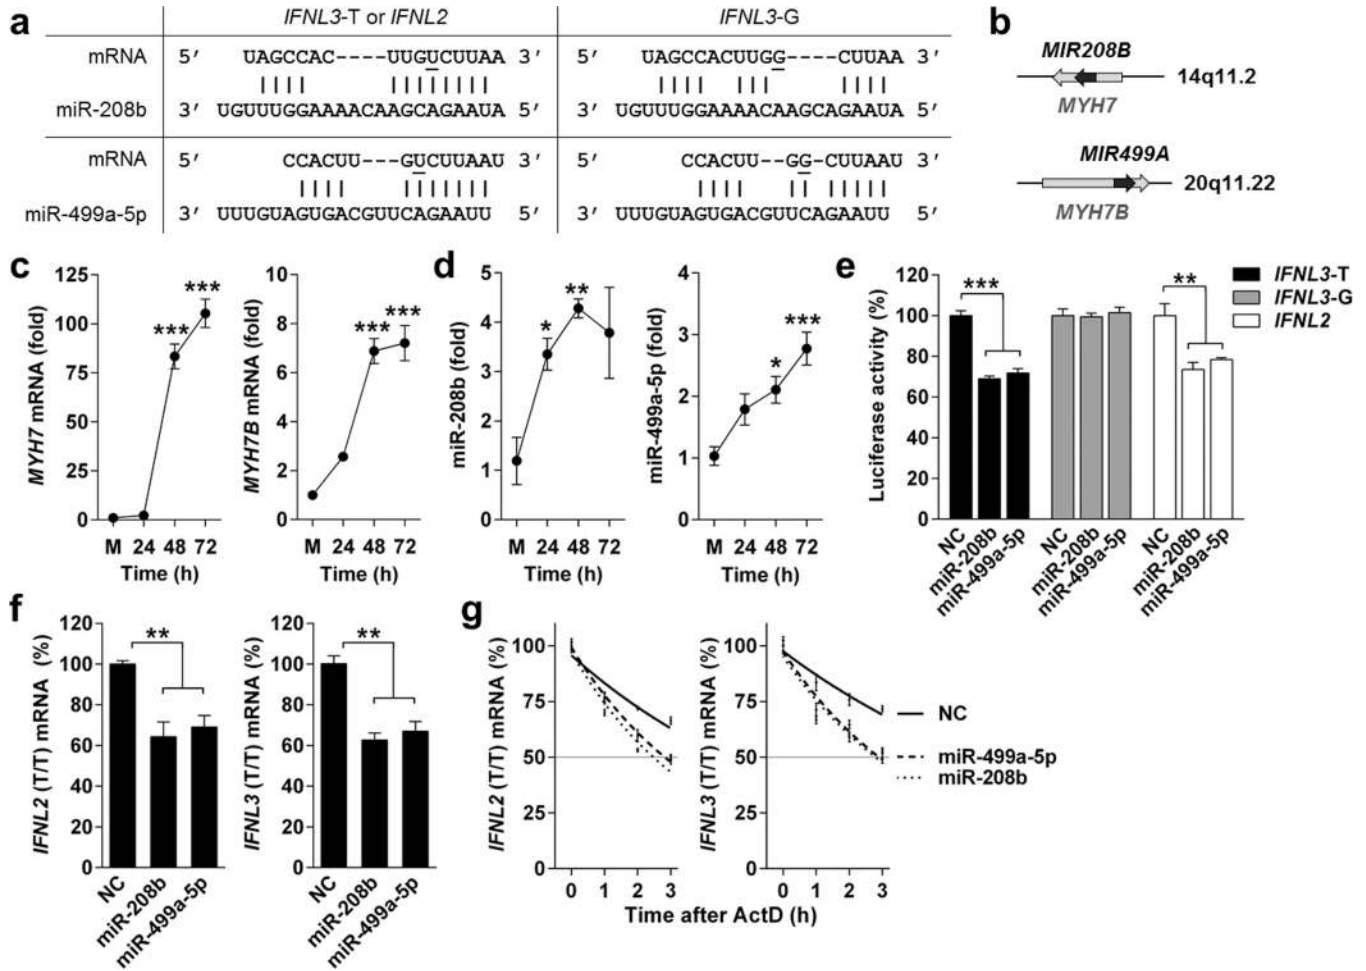 a
IFNL3-T or IFNL2
IFNL3-G
mRNA
5′ UAGCCAC----UUGUCUUAA 3′
5′ UAGCCACUUGG----CUUAA 3′
miR-208b
3′ UGUUUGGAAAACAAGCAGAAUA 5′
3′ UGUUUGGAAAACAAGCAGAAUA 5′
mRNA
5′ CCACUU---GUCUUAAU 3′
5′ CCACUU--GG-CUUAAU 3′
miR-499a-5p
3′ UUUGUAGUGACGUUCAGAAUU 5′
3′ UUUGUAGUGACGUUCAGAAUU 5′
b
MIR208B
14q11.2
MYH7
MIR499A
20q11.22
MYH7B
c
MYH7 mRNA (fold)
125
100
75
50
25
0
***
***
M 24 48 72
Time (h)
MYH7B mRNA (fold)
10
8
6
4
2
0
***
***
M 24 48 72
Time (h)
d
miR-208b (fold)
5
4
3
2
1
0
*
**
M 24 48 72
Time (h)
miR-499a-5p (fold)
4
3
2
1
0
*
***
M 24 48 72
Time (h)
e
Luciferase activity (%)
120
100
80
60
40
20
0
***
**
IFNL3-T
IFNL3-G
IFNL2
NC
miR-208b
miR-499a-5p
NC
miR-208b
miR-499a-5p
NC
miR-208b
miR-499a-5p
f
IFNL2 (T/T) mRNA (%)
120
100
80
60
40
20
0
**
NC
miR-208b
miR-499a-5p
IFNL3 (T/T) mRNA (%)
120
100
80
60
40
20
0
**
NC
miR-208b
miR-499a-5p
g
IFNL2 (T/T) mRNA (%)
100
75
50
25
0
0 1 2 3
IFNL3 (T/T) mRNA (%)
100
75
50
25
0
0 1 2 3
Time after ActD (h)
NC
miR-499a-5p
miR-208b